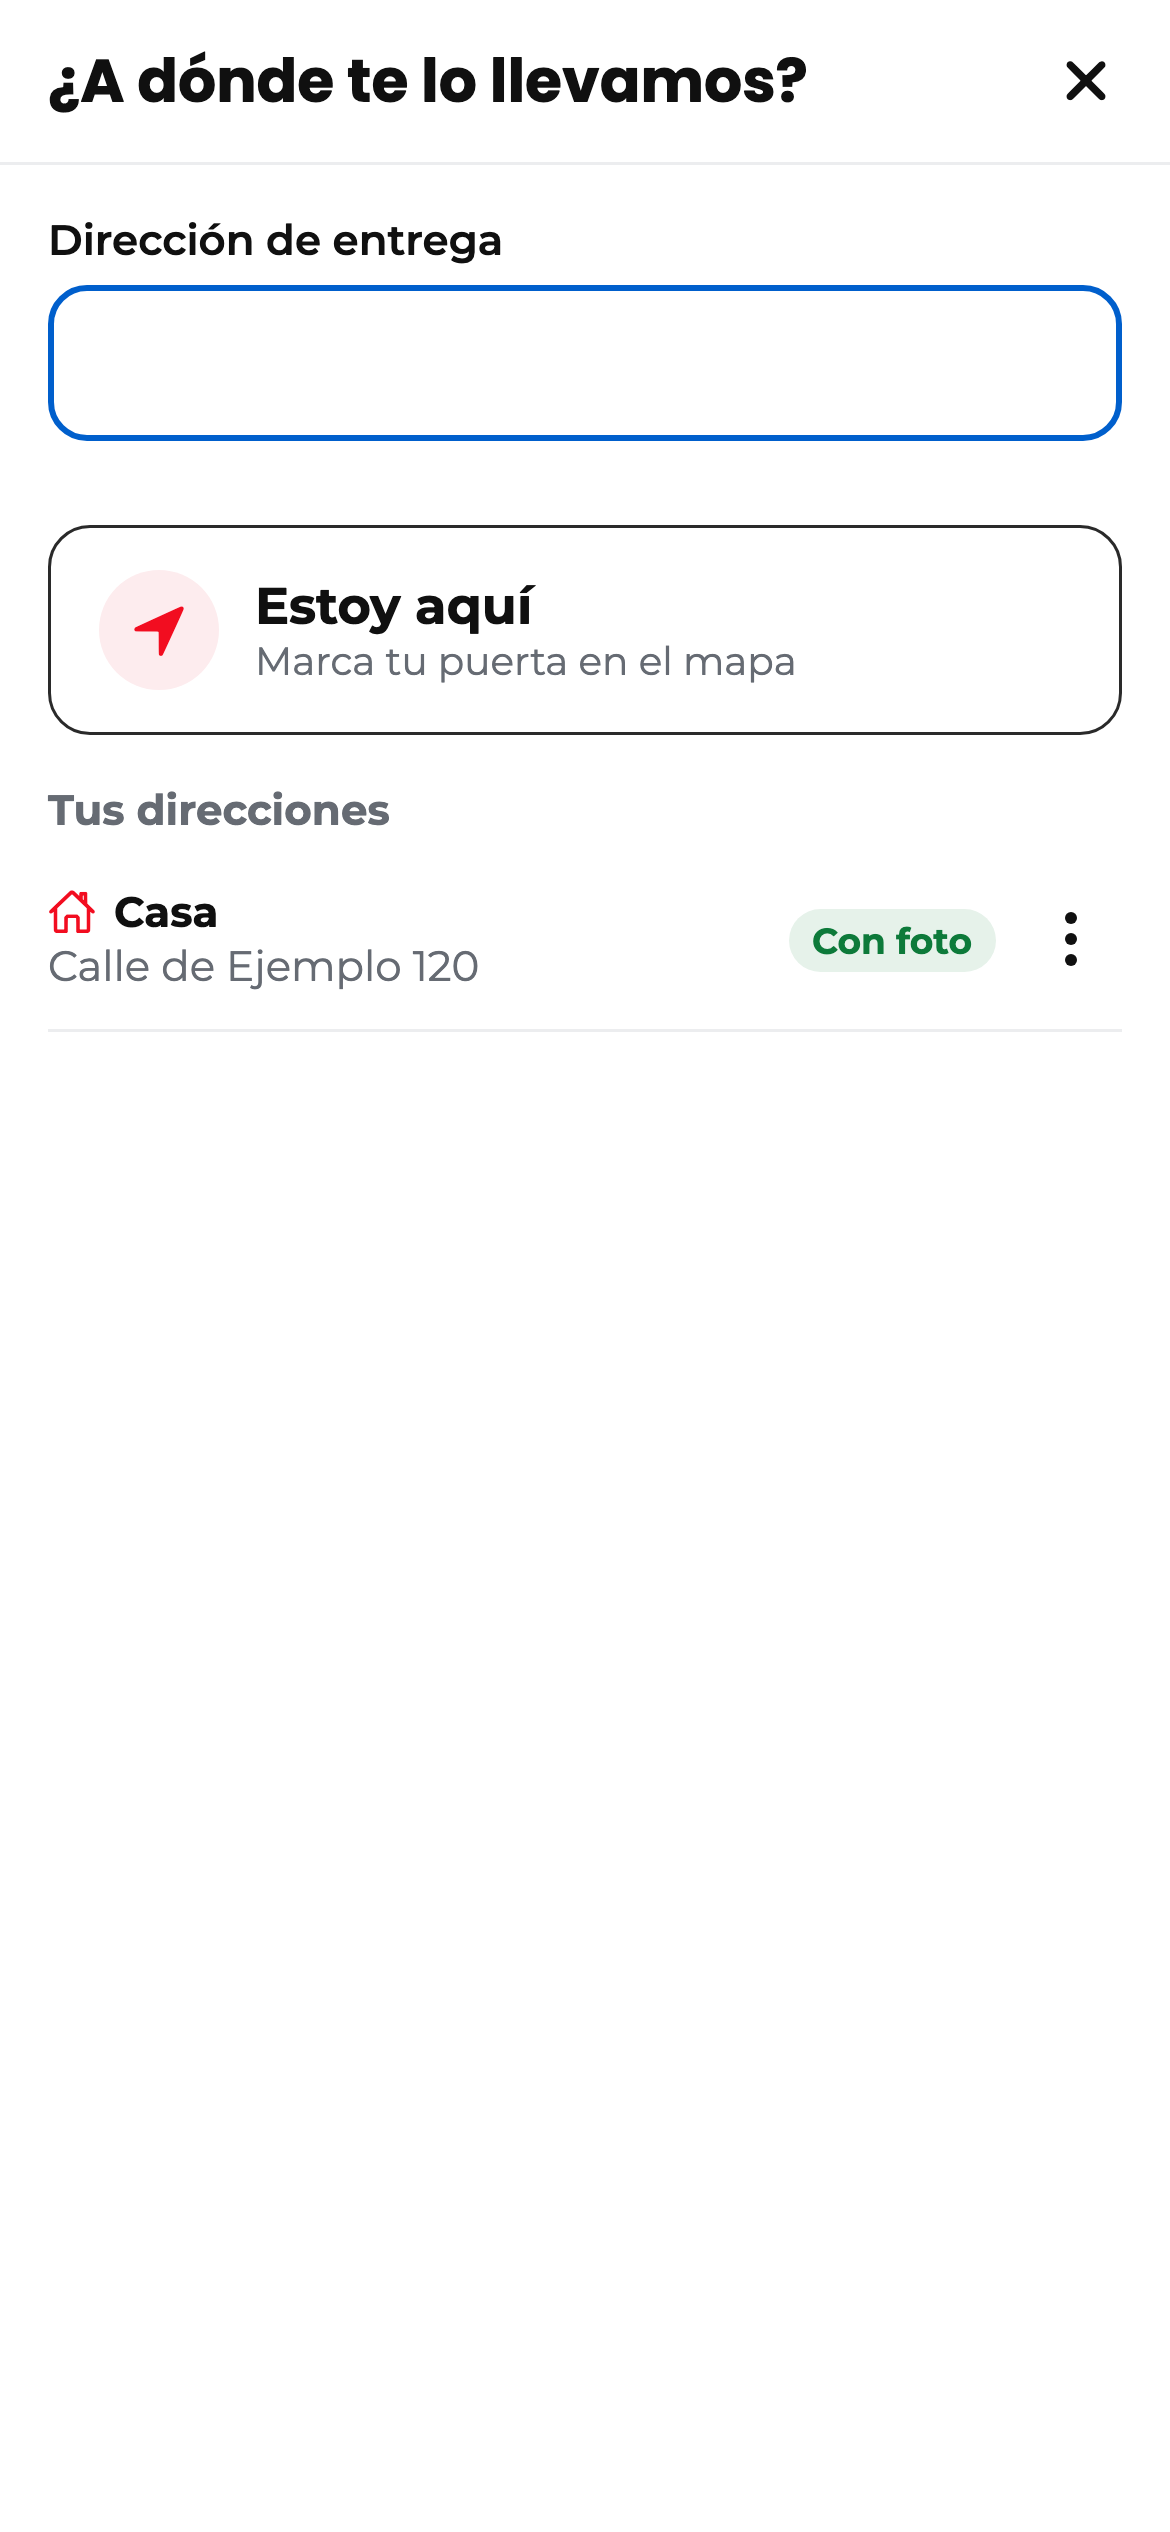 ¿A dónde te lo llevamos?
Dirección de entrega
Estoy aquí
Marca tu puerta en el mapa
Tus direcciones
Casa
Calle de Ejemplo 120
Con foto